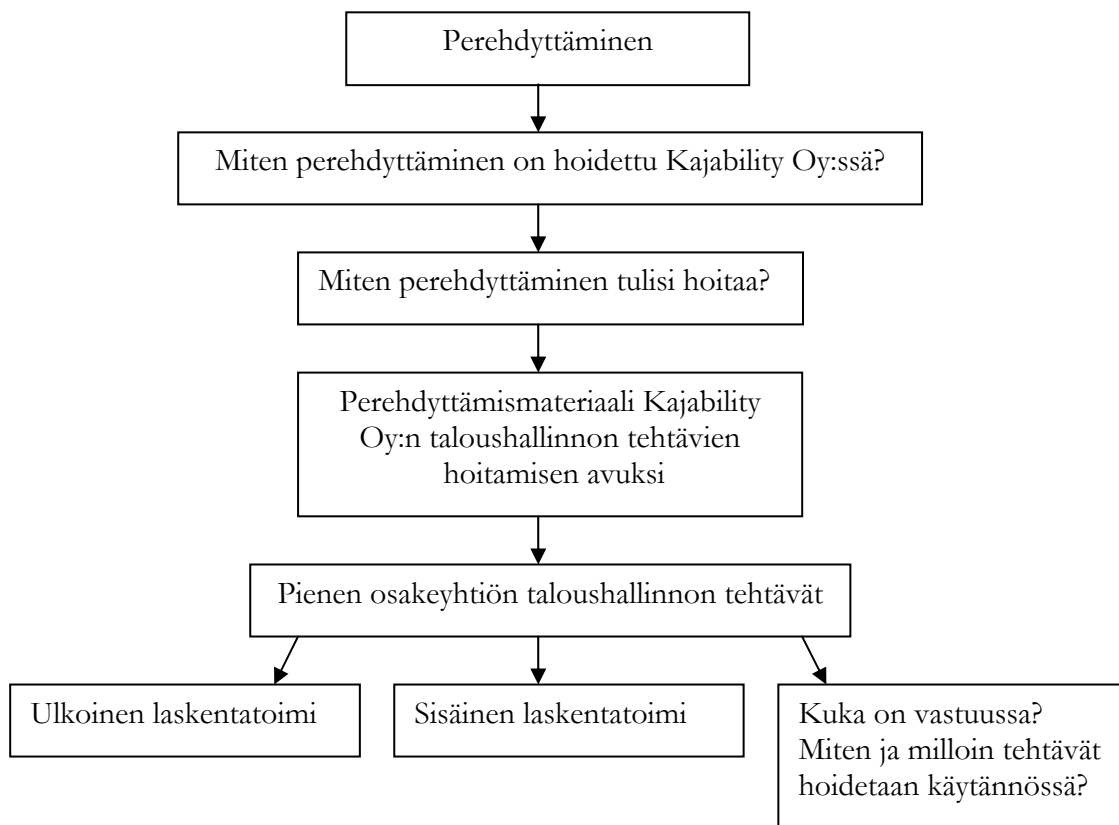 Perehdyttäminen
Miten perehdyttäminen on hoidettu Kajability Oy:ssä?
Miten perehdyttäminen tulisi hoitaa?
Perehdyttämismateriaali Kajability
Oy:n taloushallinnon tehtävien
hoitamisen avuksi
Pienen osakeyhtiön taloushallinnon tehtävät
Ulkoinen laskentatoimi
Sisäinen laskentatoimi
Kuka on vastuussa?
Miten ja milloin tehtävät
hoidetaan käytännössä?